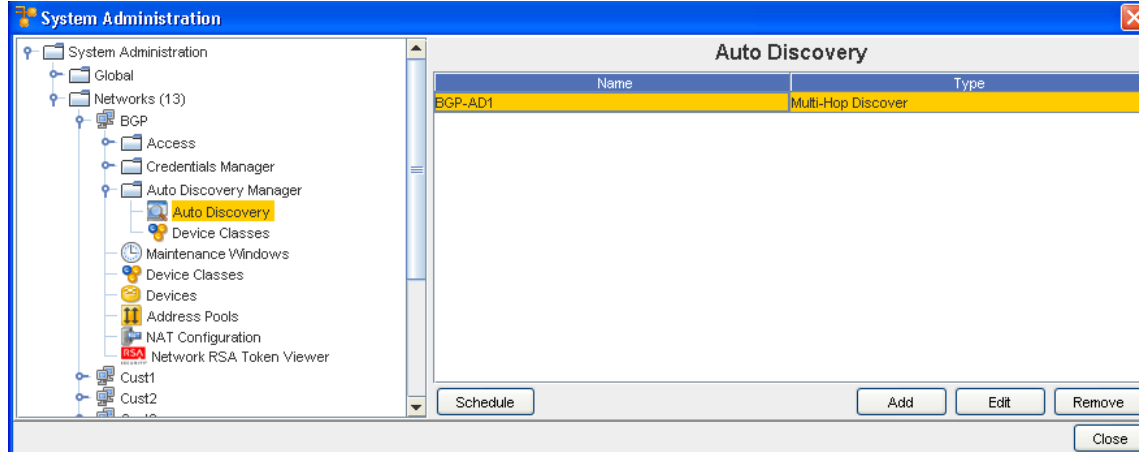 System Administration
System Administration
Global
Networks (13)
BGP
Access
Credentials Manager
Auto Discovery Manager
Auto Discovery
Device Classes
Maintenance Windows
Device Classes
Devices
Address Pools
NAT Configuration
RSA Network RSA Token Viewer
Cust1
Cust2
Auto Discovery
Name Type
BGP-AD1 Multi-Hop Discover
Schedule Add Edit Remove
Close